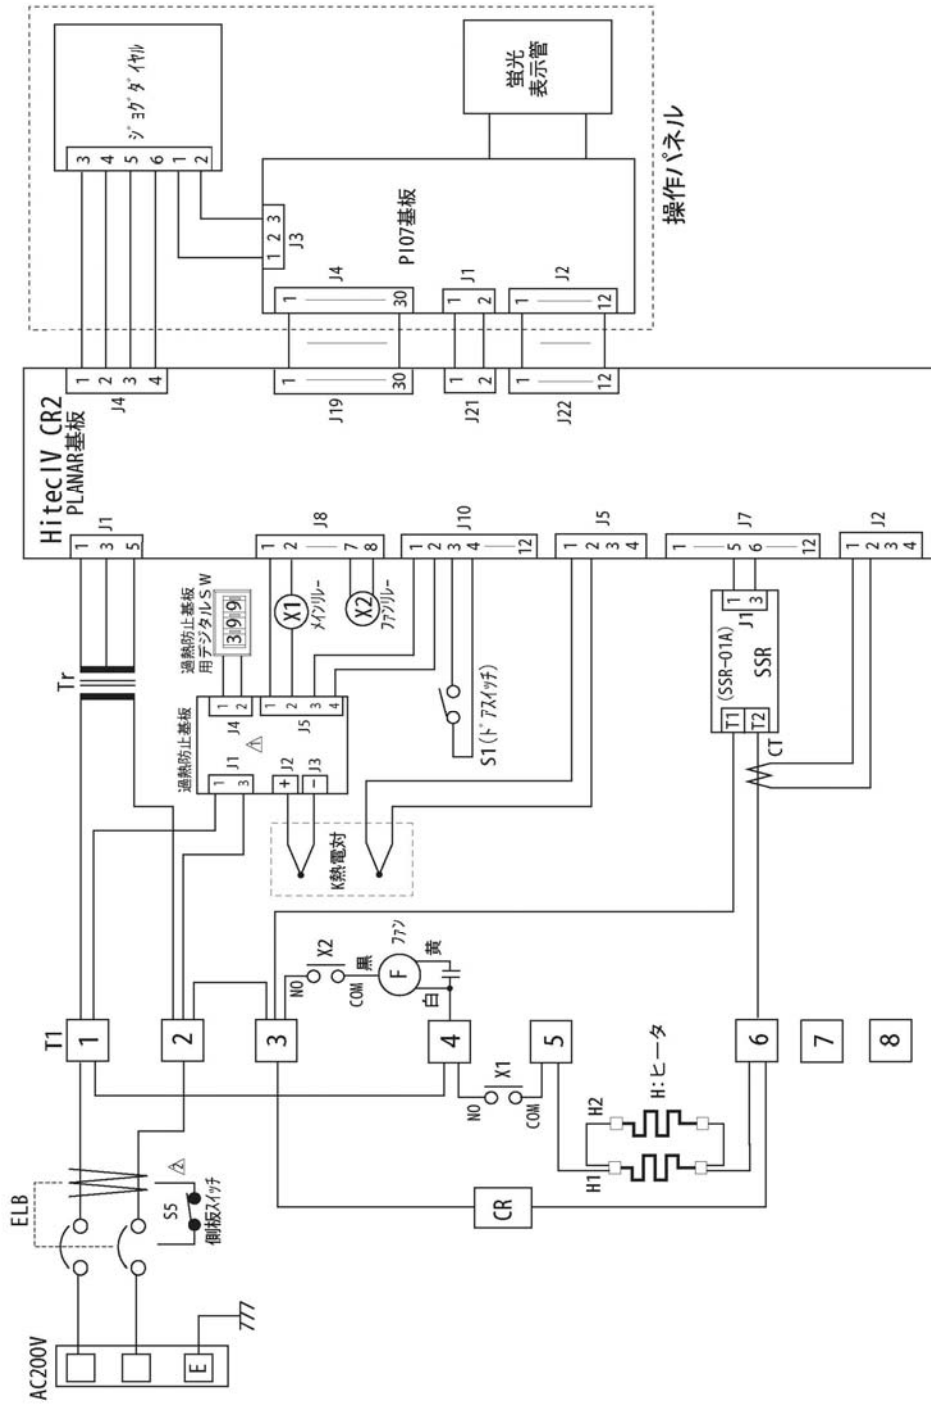 AC200V
E
ELB
S5
側板スイッチ
2
T1
1
2
3
4
5
6
7
8
NO
X2
COM
黒
ファン
F
白
黄
NO
X1
COM
H1
H2
H:ヒータ
CR
Tr
過熱防止基板
用デジタルSW
3 9 9
過熱防止基板
1
J1
1
3
J2
+
J3
-
J4
1
2
J5
1
2
3
4
K熱電対
X1
メインリレー
X2
ファンリレー
S1(ドアスイッチ)
(SSR-01A)
SSR
T1
T2
J1
1
3
CT
HitecIV CR2
PLANAR基板
J1
1
3
5
J8
1
2
7
8
J10
1
2
3
4
12
J5
1
2
3
4
J7
1
5
6
12
J2
1
2
3
4
J4
1
2
3
4
J19
1
30
J21
1
2
J22
1
12
ジョグダイヤル
3
4
5
6
1
2
PIO7基板
J3
1 2 3
J4
1
30
J1
1
2
J2
1
12
蛍光
表示管
操作パネル